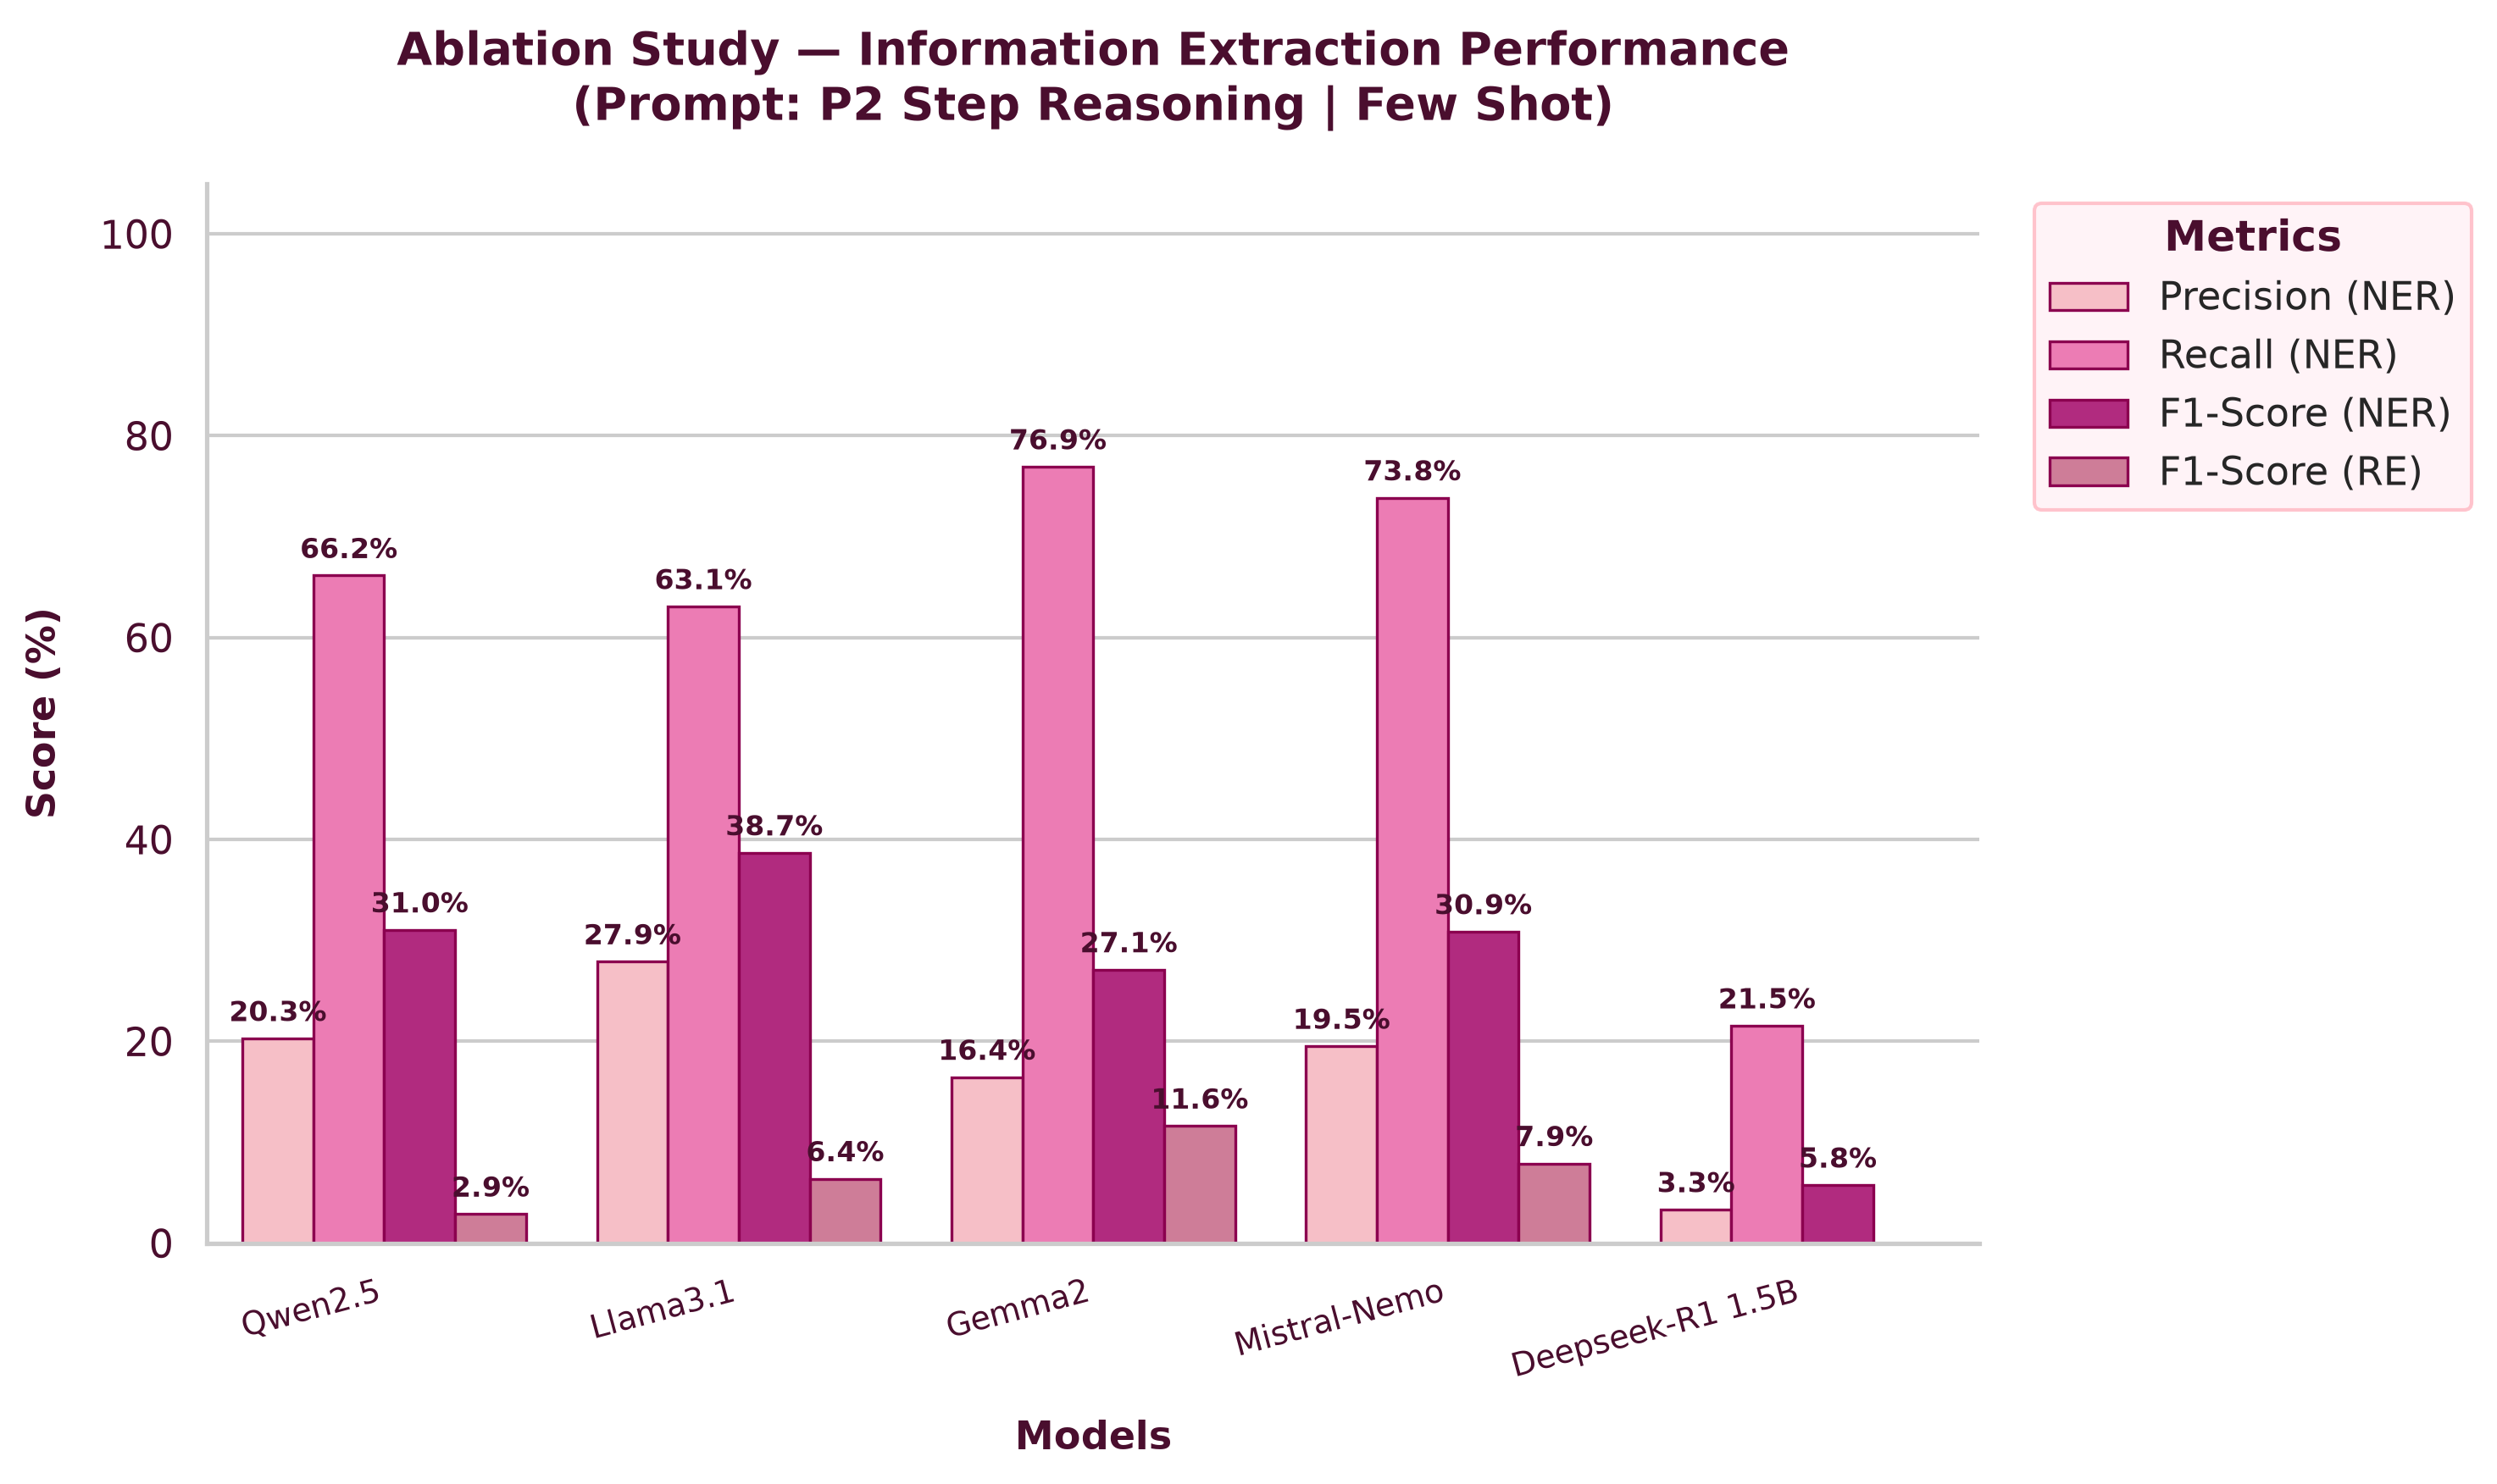 Ablation Study — Information Extraction Performance
(Prompt: P2 Step Reasoning | Few Shot)
Metrics
Precision (NER)
Recall (NER)
F1-Score (NER)
F1-Score (RE)
Score (%)
100
80
60
40
20
0
20.3%
66.2%
31.0%
2.9%
27.9%
63.1%
38.7%
6.4%
16.4%
76.9%
27.1%
11.6%
19.5%
73.8%
30.9%
7.9%
3.3%
21.5%
5.8%
Qwen2.5
Llama3.1
Gemma2
Mistral-Nemo
Deepseek-R1 1.5B
Models